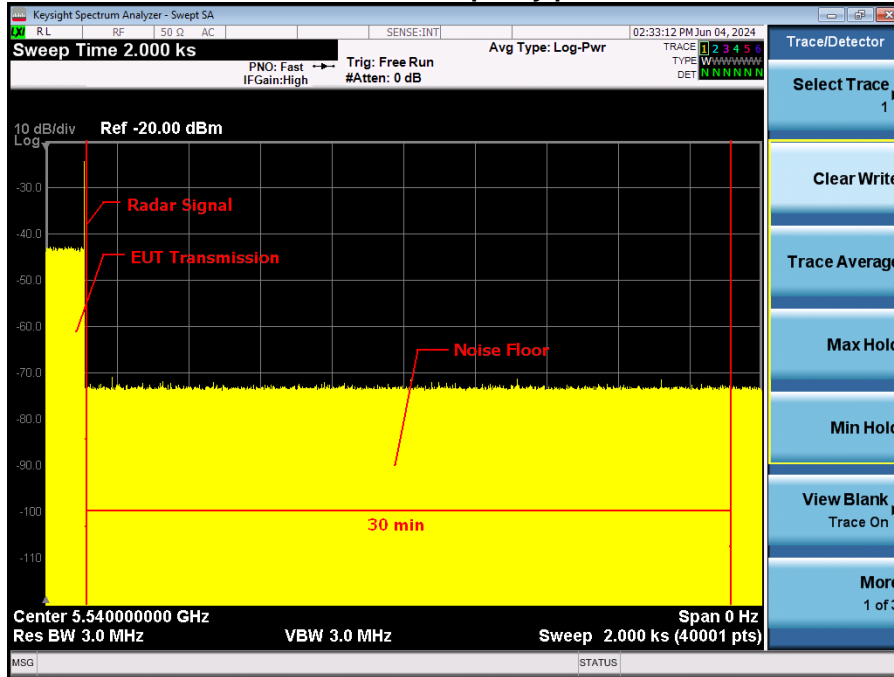 Keysight Spectrum Analyzer - Swept SA
LXI RL RF 50 Ω AC SENSE:INT 02:33:12 PM Jun 04, 2024
Sweep Time 2.000 ks
PNO: Fast
IFGain:High
Trig: Free Run
#Atten: 0 dB
Avg Type: Log-Pwr
TRACE 1 2 3 4 5 6
TYPE WWWWWW
DET N N N N N N
10 dB/div Ref -20.00 dBm
Log
-30.0
-40.0
-50.0
-60.0
-70.0
-80.0
-90.0
-100
-110
Radar Signal
EUT Transmission
Noise Floor
30 min
Center 5.540000000 GHz Span 0 Hz
Res BW 3.0 MHz VBW 3.0 MHz Sweep 2.000 ks (40001 pts)
MSG STATUS
Trace/Detector
Select Trace
1
Clear Write
Trace Average
Max Hold
Min Hold
View Blank
Trace On
More
1 of 3